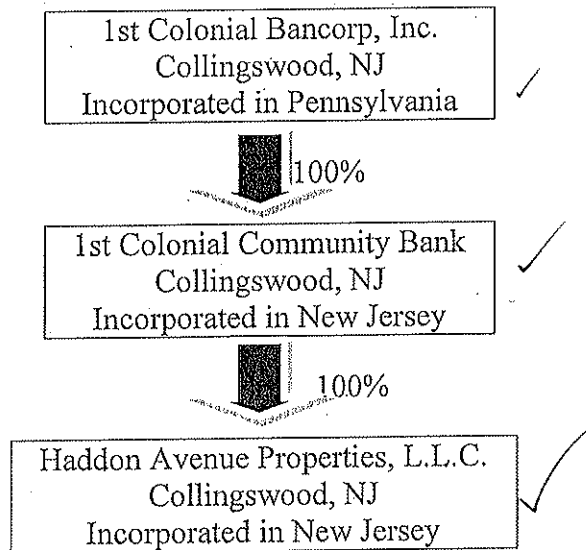 1st Colonial Bancorp, Inc.
Collingswood, NJ
Incorporated in Pennsylvania
100%
1st Colonial Community Bank
Collingswood, NJ
Incorporated in New Jersey
100%
Haddon Avenue Properties, L.L.C.
Collingswood, NJ
Incorporated in New Jersey